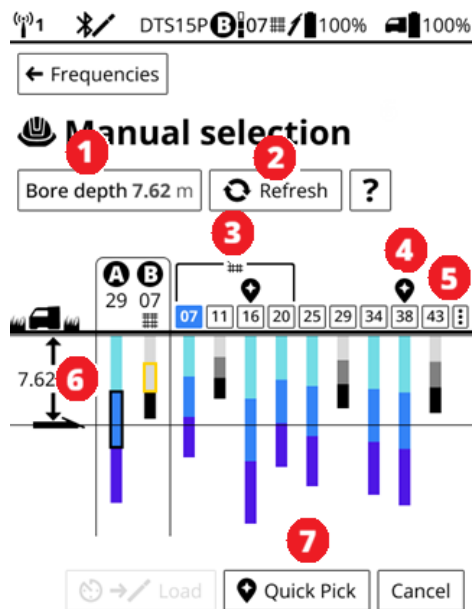 1 DTS15P B 07 100% 100%
← Frequencies
Manual selection
1 2
Bore depth 7.62 m Refresh ?
3 4 5
A B
29 07
07 11 16 20 25 29 34 38 43
7.62 6
7
Load Quick Pick Cancel